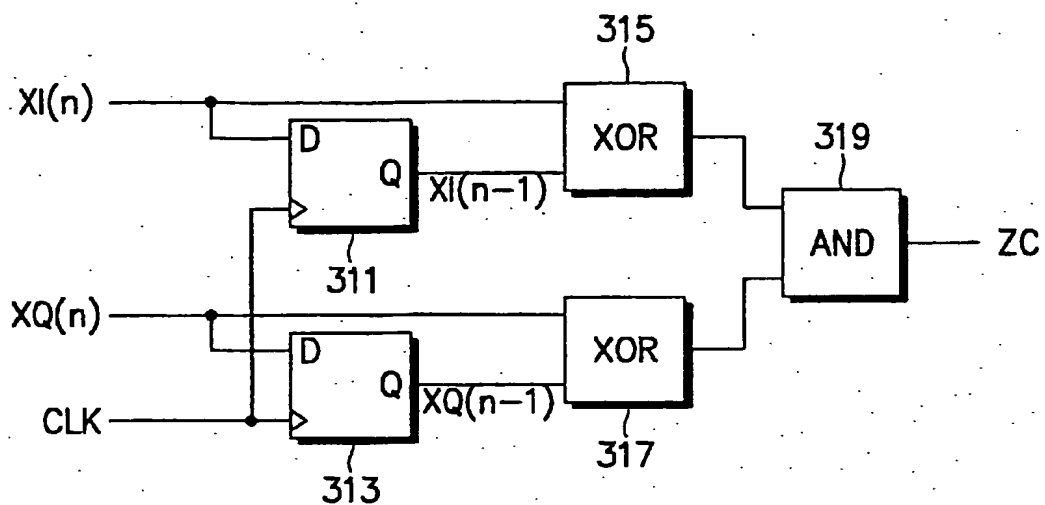 315
XI(n)
D
XOR
319
Q
XI(n-1)
AND
ZC
311
XQ(n)
D
XOR
Q
XQ(n-1)
CLK
317
313